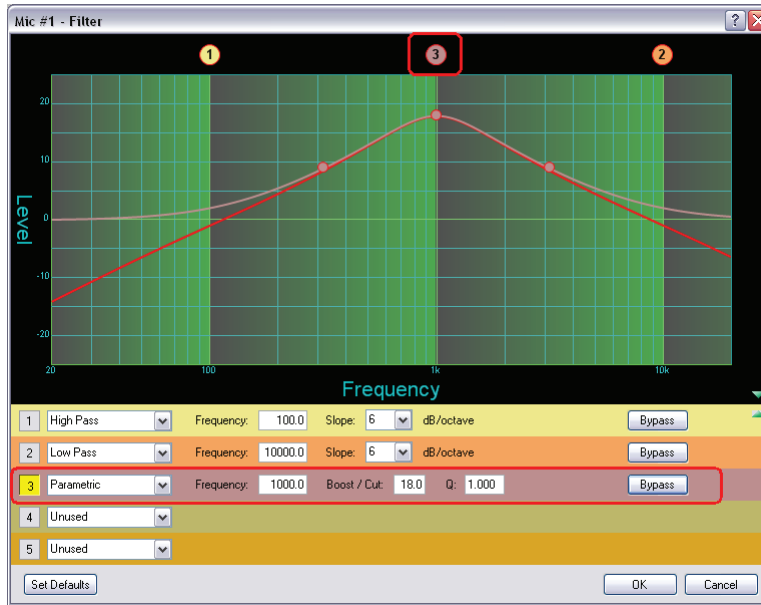 Mic #1 - Filter
?
1
3
2
20
10
0
-10
-20
Level
20
100
1k
10k
Frequency
1 High Pass Frequency: 100.0 Slope: 6 dB/octave Bypass
2 Low Pass Frequency: 10000.0 Slope: 6 dB/octave Bypass
3 Parametric Frequency: 1000.0 Boost / Cut: 18.0 Q: 1.000 Bypass
4 Unused
5 Unused
Set Defaults OK Cancel